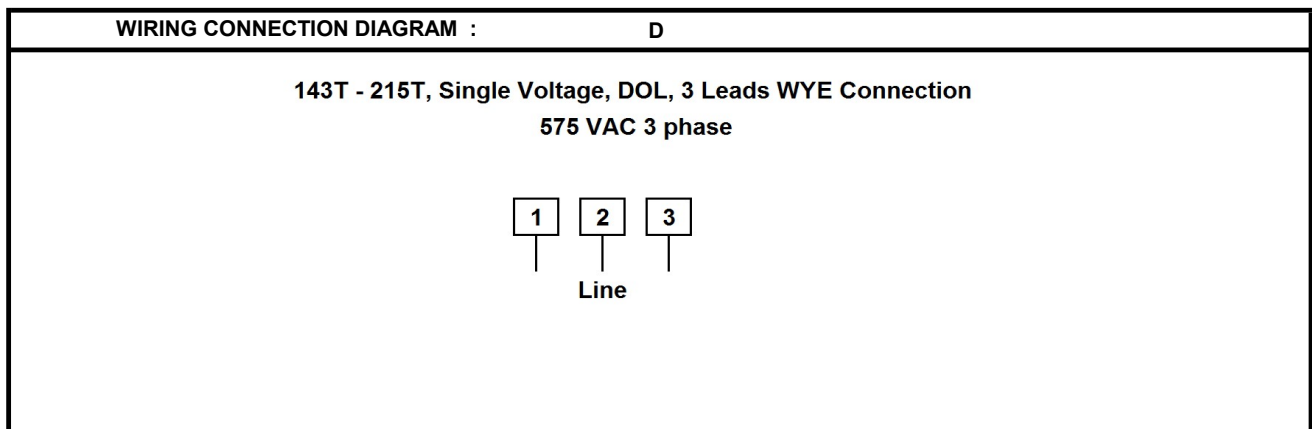 WIRING CONNECTION DIAGRAM : D
143T - 215T, Single Voltage, DOL, 3 Leads WYE Connection
575 VAC 3 phase
1 2 3
Line